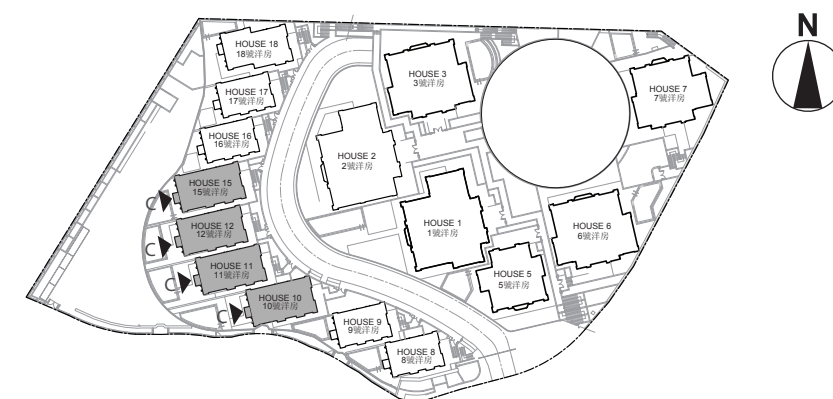 N
HOUSE 18
18號洋房
HOUSE 17
17號洋房
HOUSE 16
16號洋房
HOUSE 15
15號洋房
C
HOUSE 12
12號洋房
C
HOUSE 11
11號洋房
C
HOUSE 10
10號洋房
C
HOUSE 9
9號洋房
HOUSE 8
8號洋房
HOUSE 3
3號洋房
HOUSE 2
2號洋房
HOUSE 1
1號洋房
HOUSE 5
5號洋房
HOUSE 6
6號洋房
HOUSE 7
7號洋房